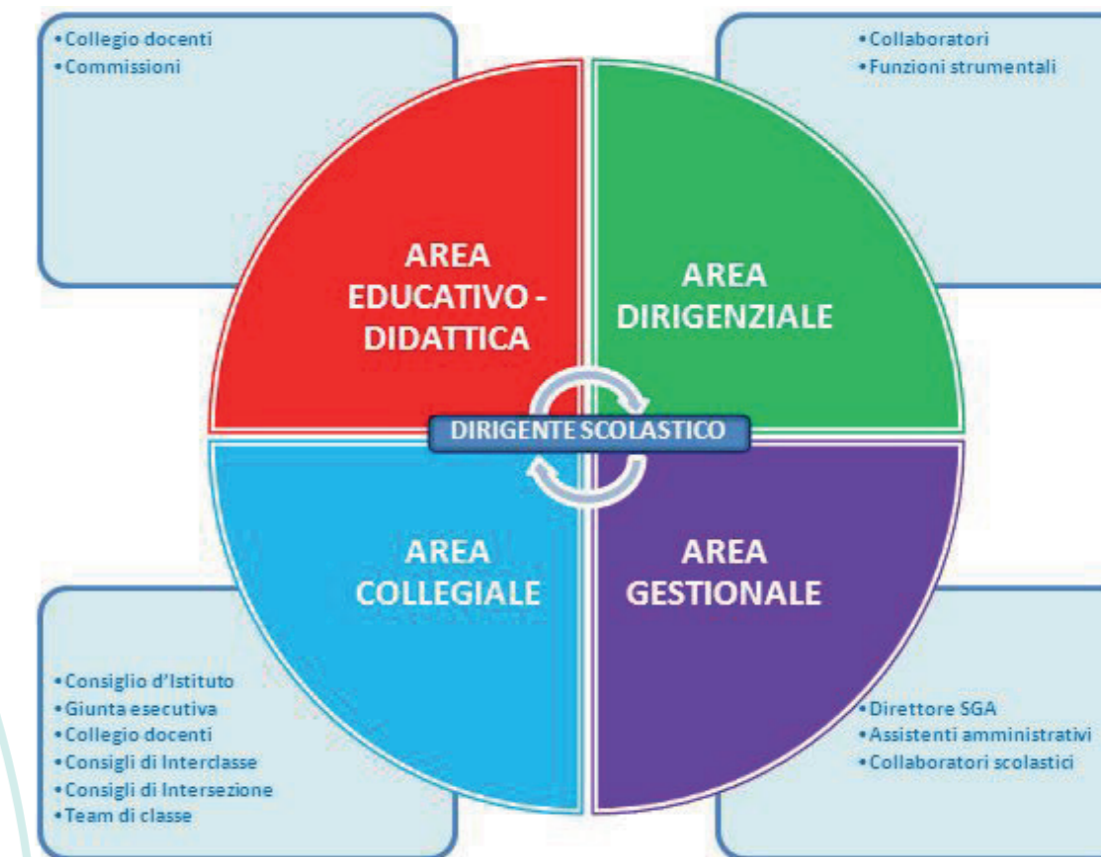 •Collegio docenti
•Commissioni
•Collaboratori
•Funzioni strumentali
AREA
EDUCATIVO -
DIDATTICA
AREA
DIRIGENZIALE
DIRIGENTE SCOLASTICO
AREA
COLLEGIALE
AREA
GESTIONALE
•Consiglio d'Istituto
•Giunta esecutiva
•Collegio docenti
•Consigli di Interclasse
•Consigli di Intersezione
•Team di classe
•Direttore SGA
•Assistenti amministrativi
•Collaboratori scolastici